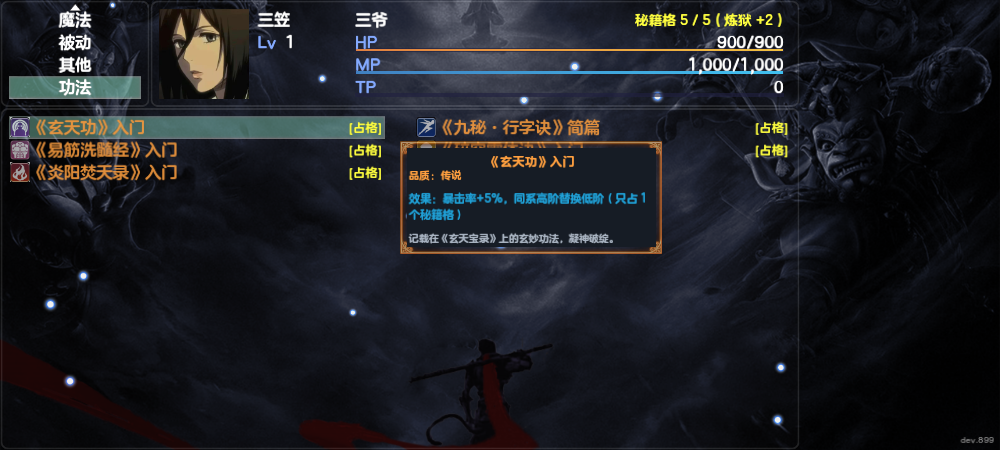 魔法
被动
其他
功法
三笠
三爷
秘籍格 5 / 5 ( 炼狱 +2 )
Lv 1
HP
900/900
MP
1,000/1,000
TP
0
《玄天功》入门
[占格]
《九秘·行字诀》简篇
[占格]
《易筋洗髓经》入门
[占格]
[占格]
《炎阳焚天录》入门
[占格]
《玄天功》入门
品质：传说
效果：暴击率+5%，同系高阶替换低阶（只占 1
个秘籍格）
记载在《玄天宝录》上的玄妙功法，凝神破绽。
dev.899